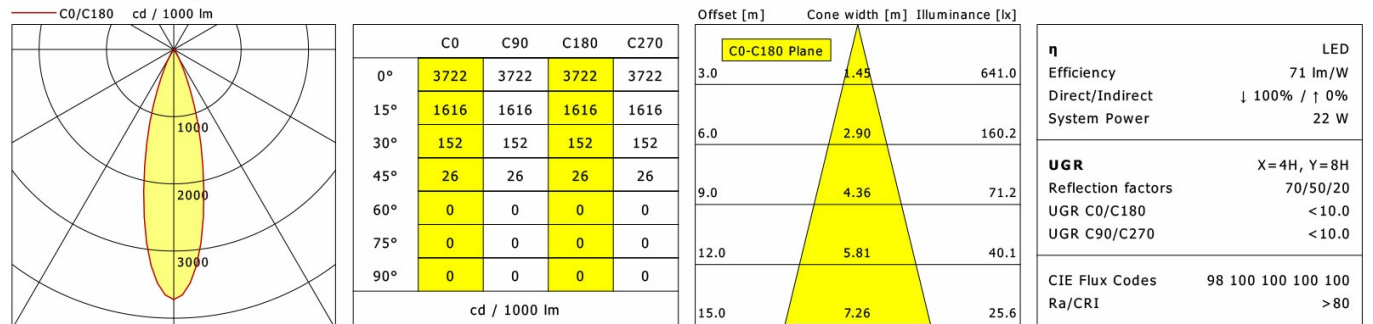 C0/C180 cd / 1000 lm
1000
2000
3000
C0 C90 C180 C270
0° 3722 3722 3722 3722
15° 1616 1616 1616 1616
30° 152 152 152 152
45° 26 26 26 26
60° 0 0 0 0
75° 0 0 0 0
90° 0 0 0 0
cd / 1000 lm
Offset [m] Cone width [m] Illuminance [lx]
C0-C180 Plane
3.0 1.45 641.0
6.0 2.90 160.2
9.0 4.36 71.2
12.0 5.81 40.1
15.0 7.26 25.6
η LED
Efficiency 71 lm/W
Direct/Indirect ↓ 100% / ↑ 0%
System Power 22 W
UGR X=4H, Y=8H
Reflection factors 70/50/20
UGR C0/C180 <10.0
UGR C90/C270 <10.0
CIE Flux Codes 98 100 100 100 100
Ra/CRI >80